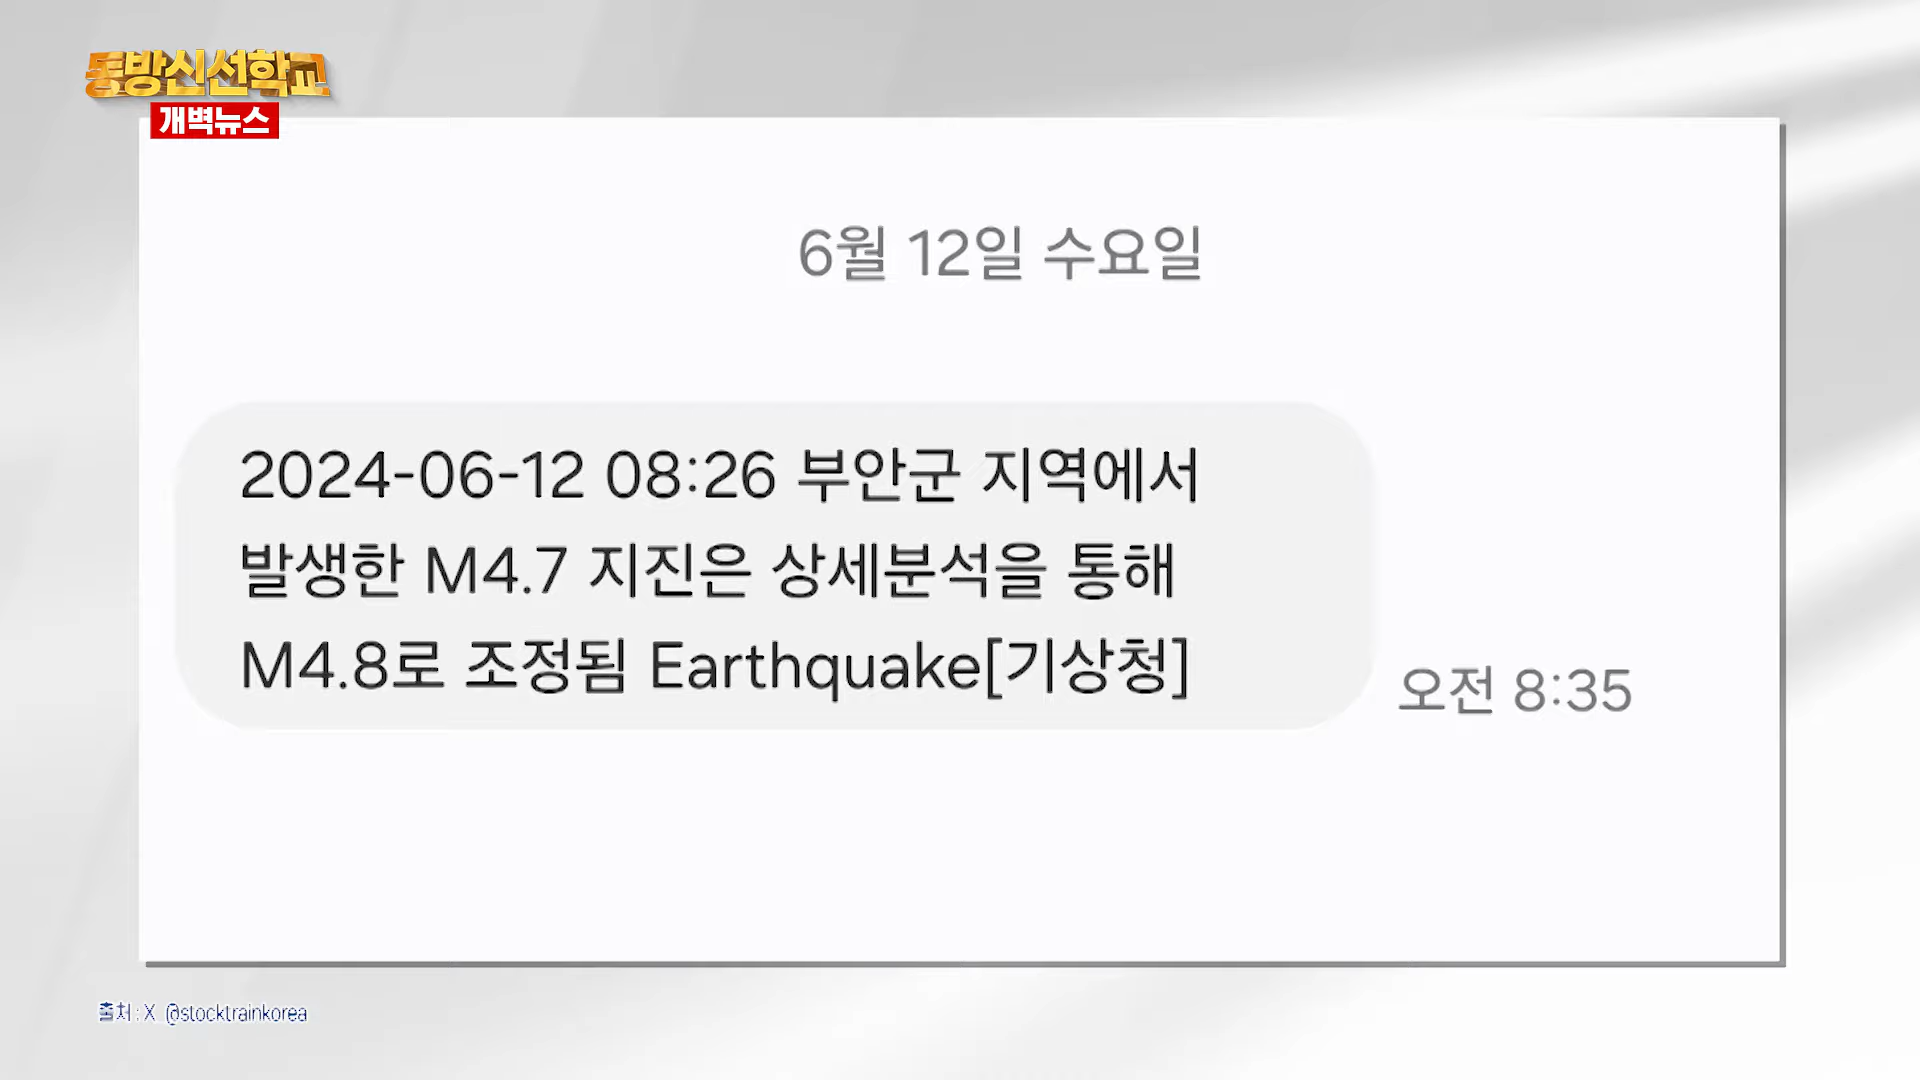 동방신선학교
개벽뉴스
6월 12일 수요일
2024-06-12 08:26 부안군 지역에서
발생한 M4.7 지진은 상세분석을 통해
M4.8로 조정됨 Earthquake[기상청]
오전 8:35
출처 : X @stocktrainkorea